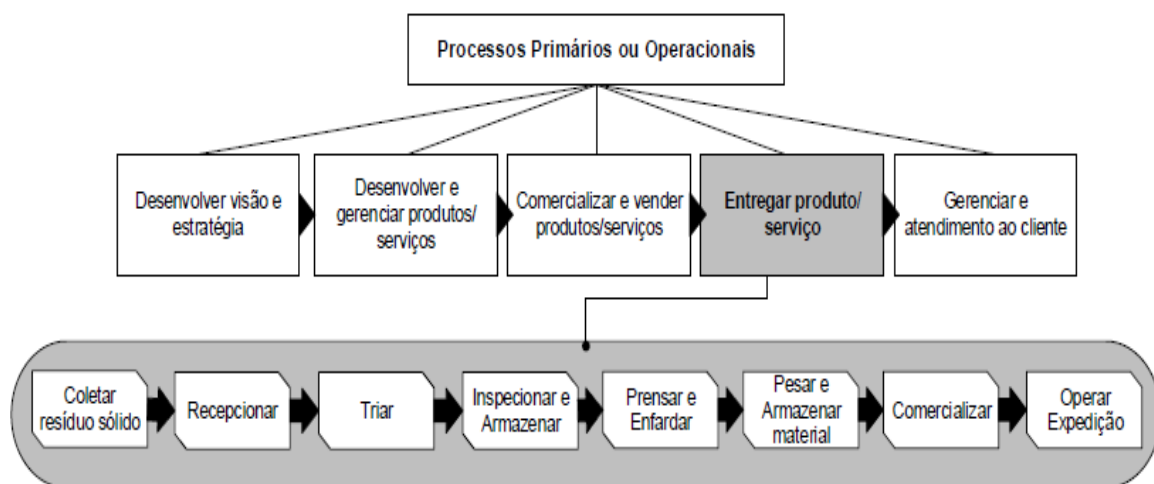 Processos Primários ou Operacionais
Desenvolver visão e
estratégia
Desenvolver e
gerenciar produtos/
serviços
Comercializar e vender
produtos/serviços
Entregar produto/
serviço
Gerenciar e
atendimento ao cliente
Coletar
resíduo sólido
Recepcionar
Triar
Inspecionar e
Armazenar
Prensar e
Enfardar
Pesar e
Armazenar
material
Comercializar
Operar
Expedição